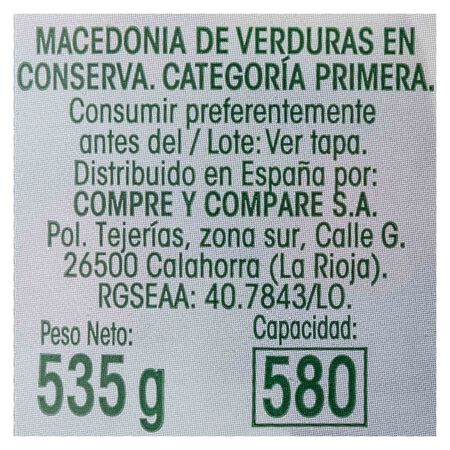 MACEDONIA DE VERDURAS EN
CONSERVA. CATEGORÍA PRIMERA.
Consumir preferentemente
antes del / Lote: Ver tapa.
Distribuido en España por:
COMPRE Y COMPARE S.A.
Pol. Tejerías, zona sur, Calle G.
26500 Calahorra (La Rioja).
RGSEAA: 40.7843/LO.
Peso Neto: Capacidad:
535 g 580